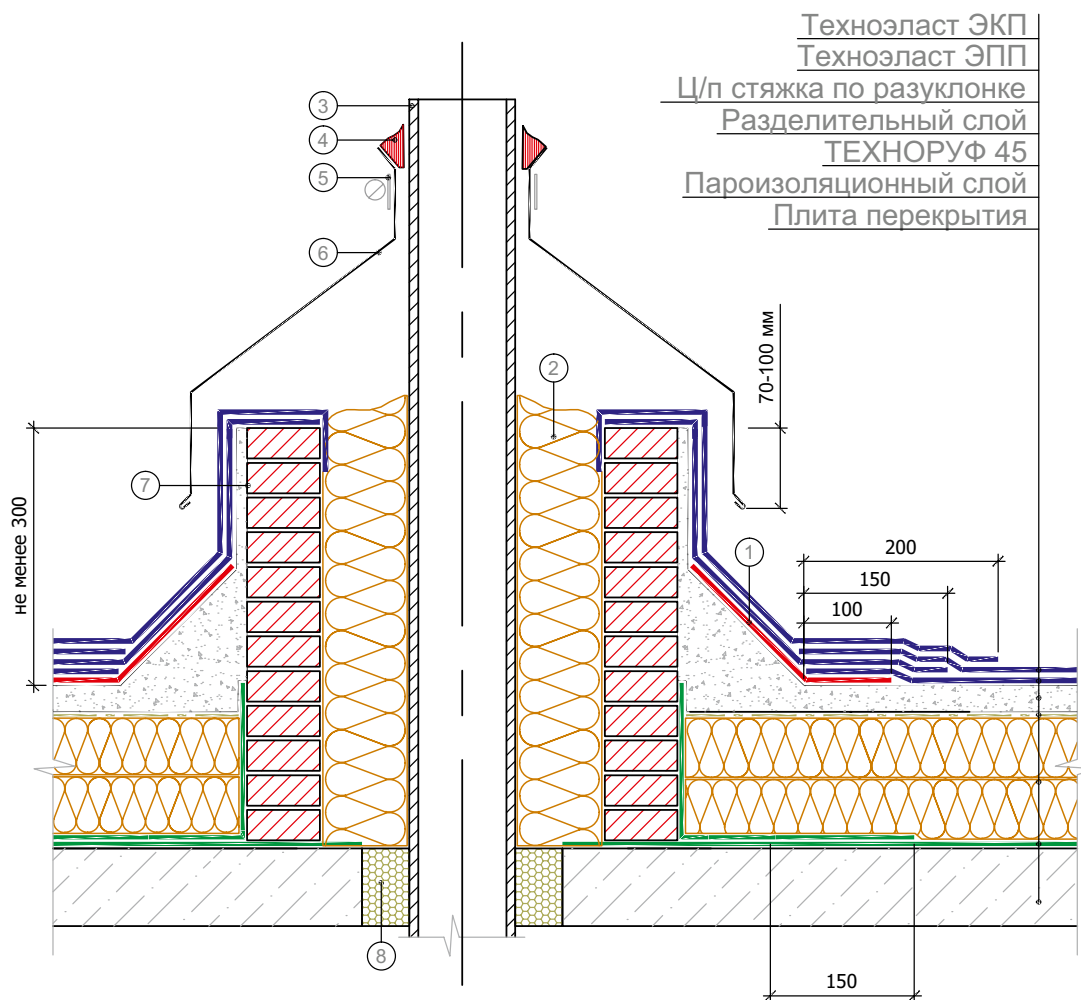 Техноэласт ЭКП
Техноэласт ЭПП
Ц/п стяжка по разуклонке
Разделительный слой
ТЕХНОРУФ 45
Пароизоляционный слой
Плита перекрытия
3
4
5
6
2
70-100 мм
7
не менее 300
1
200
150
100
8
150